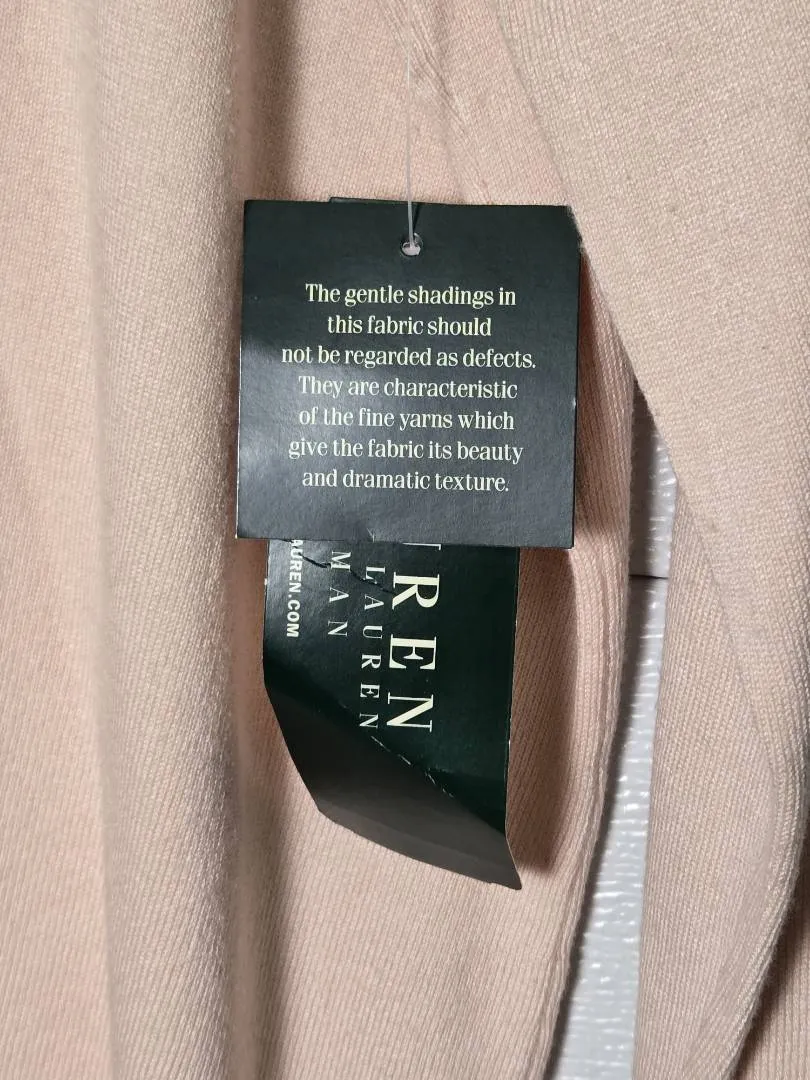 The gentle shadings in
this fabric should
not be regarded as defects.
They are characteristic
of the fine yarns which
give the fabric its beauty
and dramatic texture.
REN
LAUREN
MAN
AUREN.COM